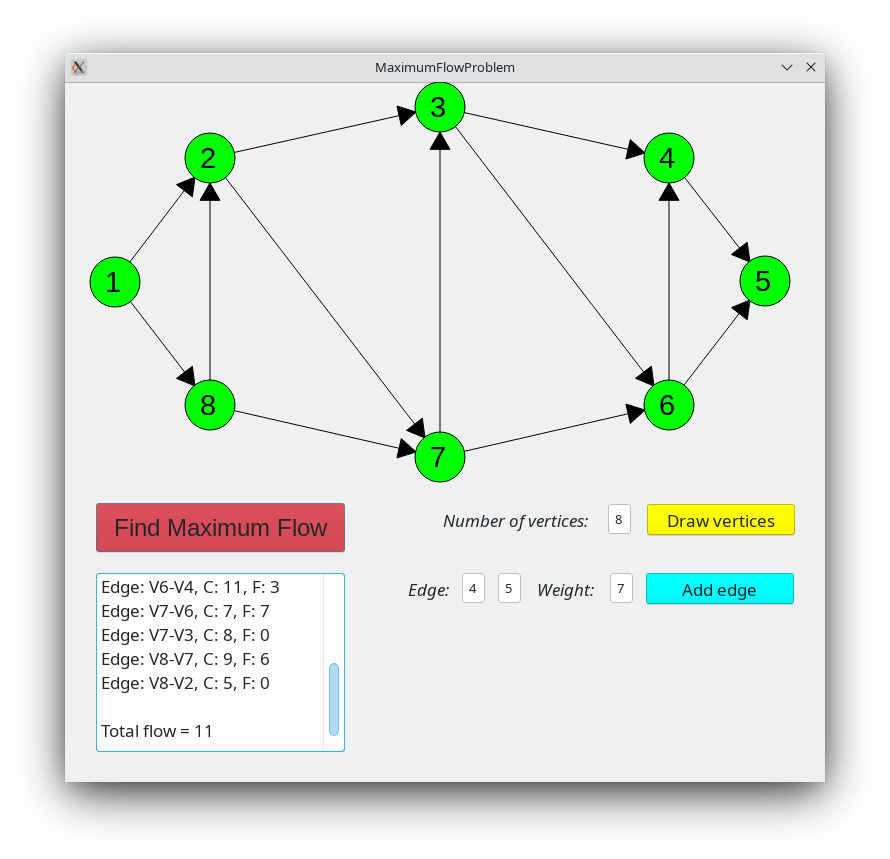 MaximumFlowProblem
3
2
4
1
5
8
6
7
Find Maximum Flow
Number of vertices: 8 Draw vertices
Edge: V6-V4, C: 11, F: 3
Edge: V7-V6, C: 7, F: 7
Edge: V7-V3, C: 8, F: 0
Edge: V8-V7, C: 9, F: 6
Edge: V8-V2, C: 5, F: 0
Total flow = 11
Edge: 4 5 Weight: 7 Add edge